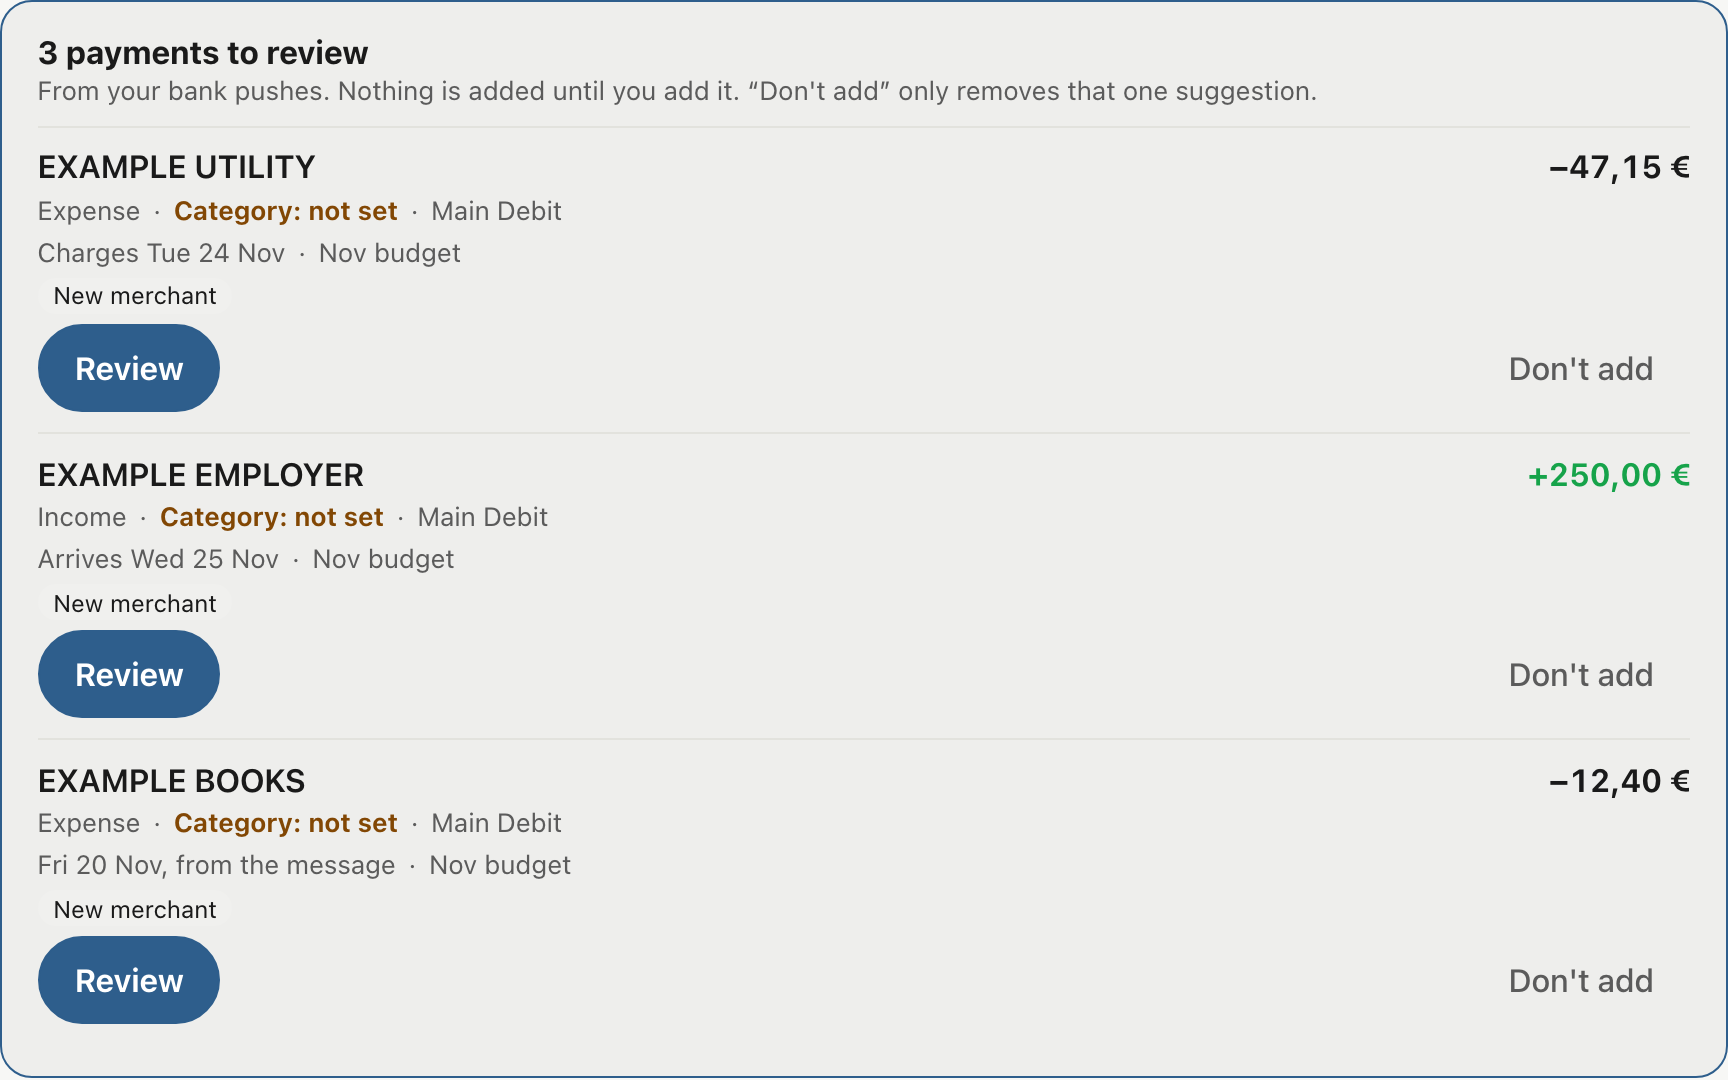 3 payments to review
From your bank pushes. Nothing is added until you add it. “Don't add” only removes that one suggestion.
EXAMPLE UTILITY −47,15 €
Expense · Category: not set · Main Debit
Charges Tue 24 Nov · Nov budget
New merchant
Review Don't add
EXAMPLE EMPLOYER +250,00 €
Income · Category: not set · Main Debit
Arrives Wed 25 Nov · Nov budget
New merchant
Review Don't add
EXAMPLE BOOKS −12,40 €
Expense · Category: not set · Main Debit
Fri 20 Nov, from the message · Nov budget
New merchant
Review Don't add